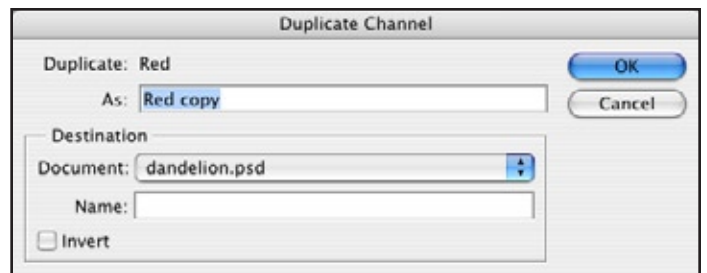 Duplicate Channel
Duplicate: Red
OK
As: Red copy
Cancel
Destination
Document: dandelion.psd
Name:
Invert